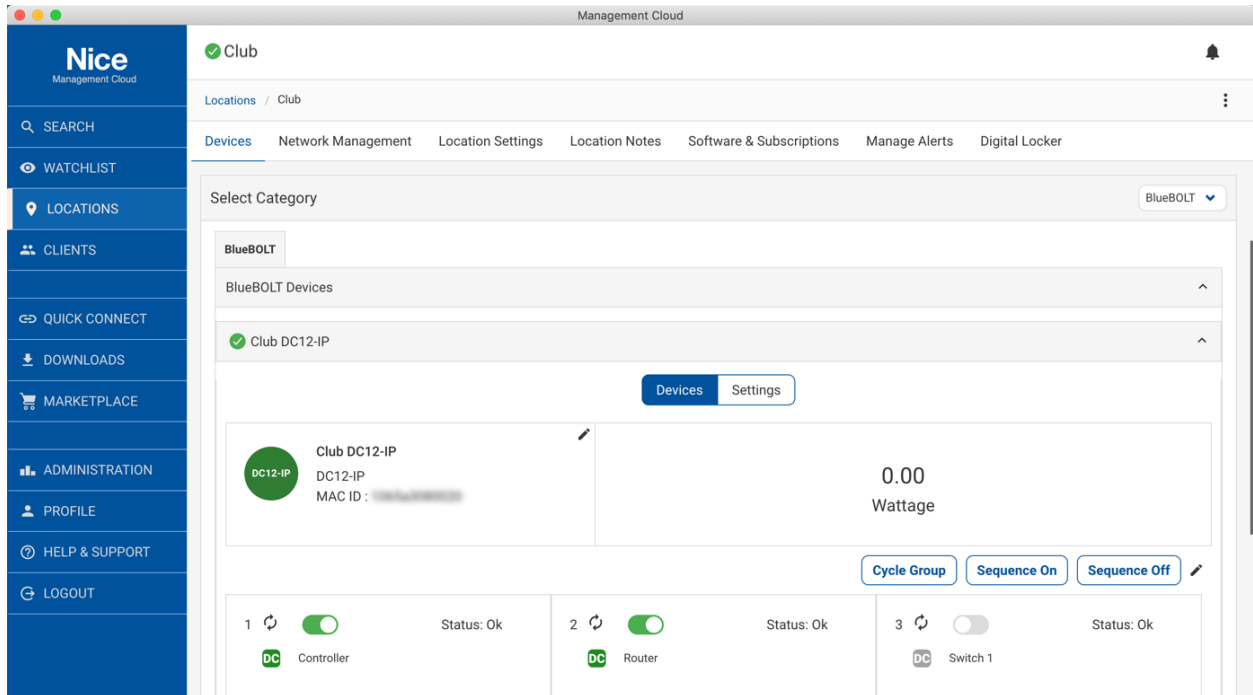 Management Cloud
Nice
Management Cloud
SEARCH
WATCHLIST
LOCATIONS
CLIENTS
QUICK CONNECT
DOWNLOADS
MARKETPLACE
ADMINISTRATION
PROFILE
HELP & SUPPORT
LOGOUT
Club
Locations / Club
Devices Network Management Location Settings Location Notes Software & Subscriptions Manage Alerts Digital Locker
Select Category BlueBOLT
BlueBOLT
BlueBOLT Devices
Club DC12-IP
Devices Settings
DC12-IP
Club DC12-IP
DC12-IP
MAC ID :
0.00
Wattage
Cycle Group Sequence On Sequence Off
1 Status: Ok
DC Controller
2 Status: Ok
DC Router
3 Status: Ok
DC Switch 1